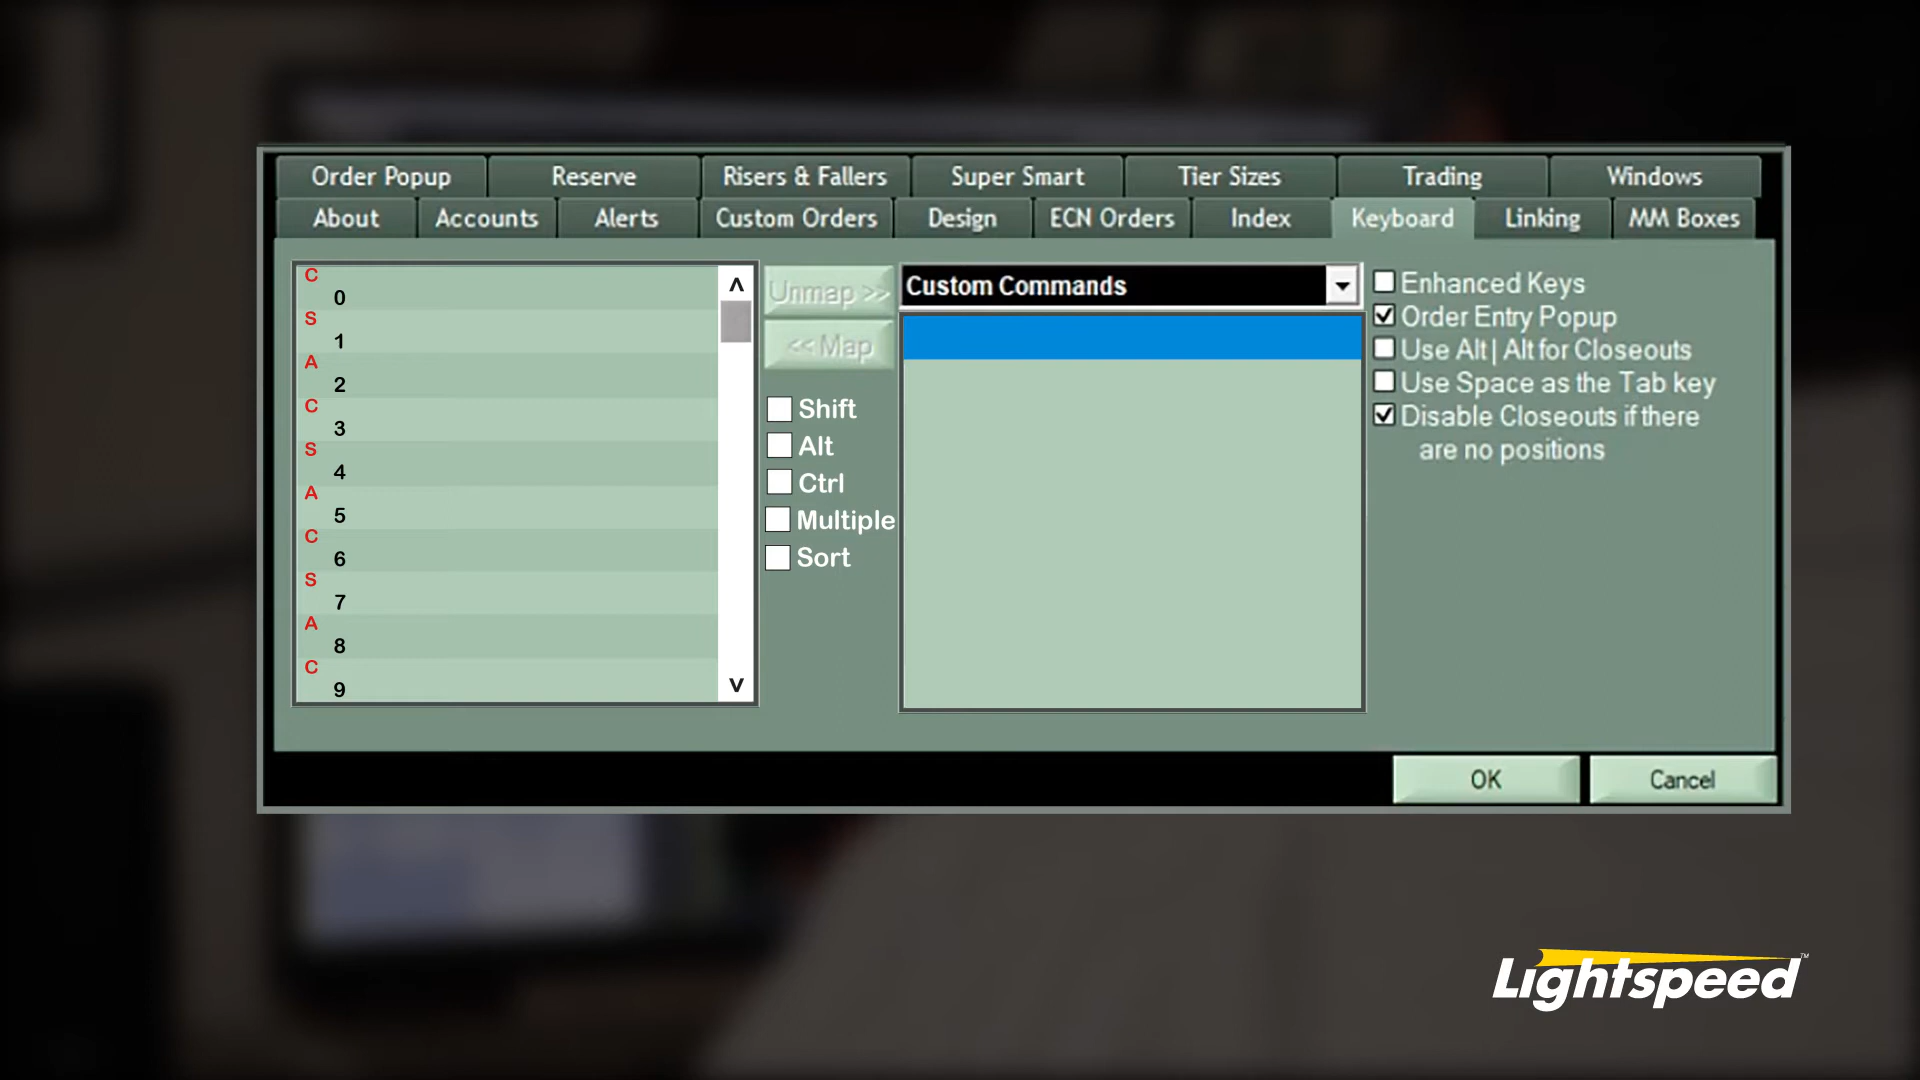 Order Popup Reserve Risers & Fallers Super Smart Tier Sizes Trading Windows
About Accounts Alerts Custom Orders Design ECN Orders Index Keyboard Linking MM Boxes
C
0
S
1
A
2
C
3
S
4
A
5
C
6
S
7
A
8
C
9
Unmap >>
<< Map
Shift
Alt
Ctrl
Multiple
Sort
Custom Commands
Enhanced Keys
Order Entry Popup
Use Alt | Alt for Closeouts
Use Space as the Tab key
Disable Closeouts if there
are no positions
OK Cancel
Lightspeed™